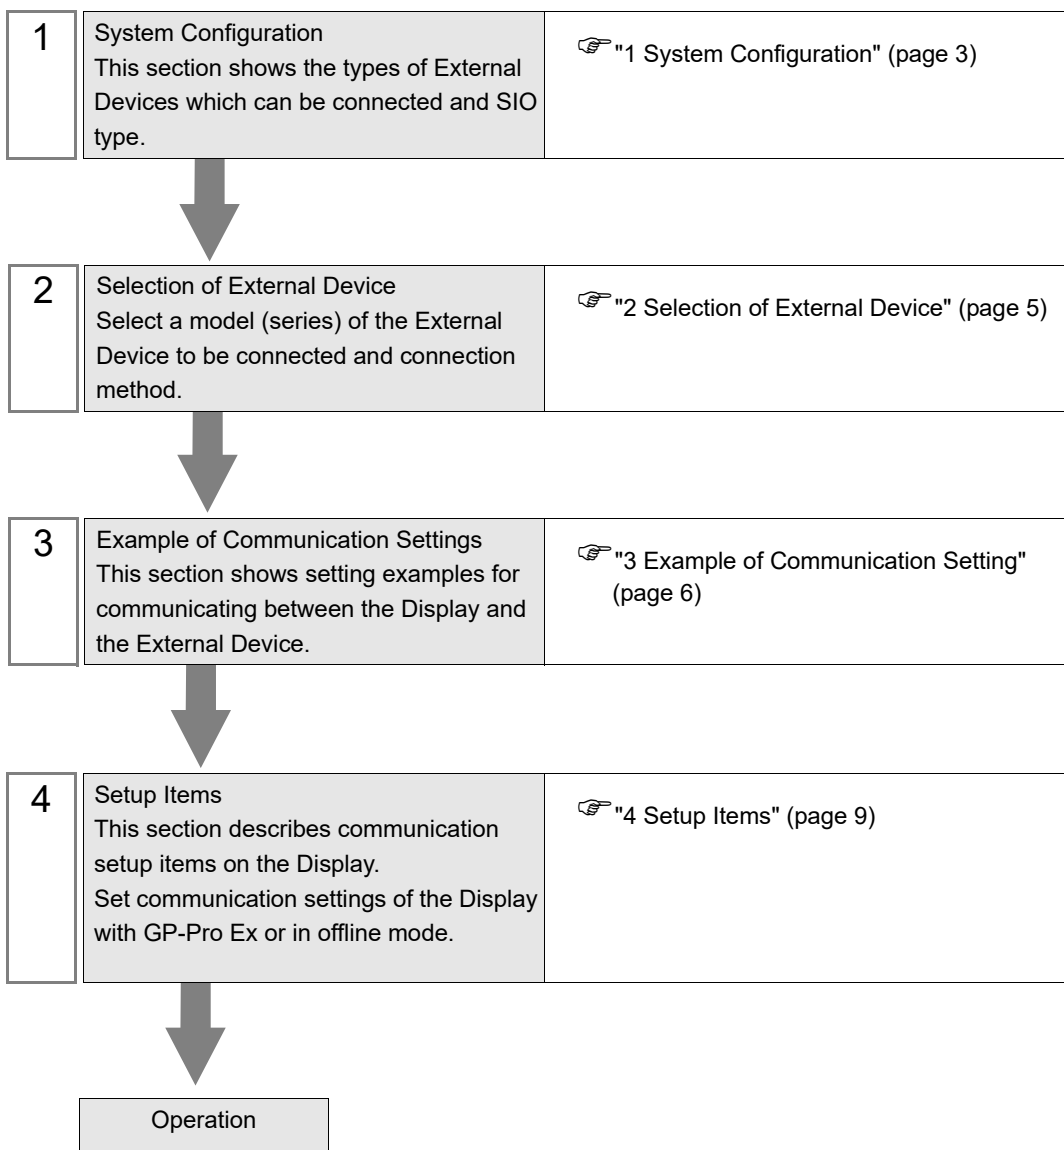 1
System Configuration
This section shows the types of External
Devices which can be connected and SIO
type.
"1 System Configuration" (page 3)
2
Selection of External Device
Select a model (series) of the External
Device to be connected and connection
method.
"2 Selection of External Device" (page 5)
3
Example of Communication Settings
This section shows setting examples for
communicating between the Display and
the External Device.
"3 Example of Communication Setting"
(page 6)
4
Setup Items
This section describes communication
setup items on the Display.
Set communication settings of the Display
with GP-Pro Ex or in offline mode.
"4 Setup Items" (page 9)
Operation